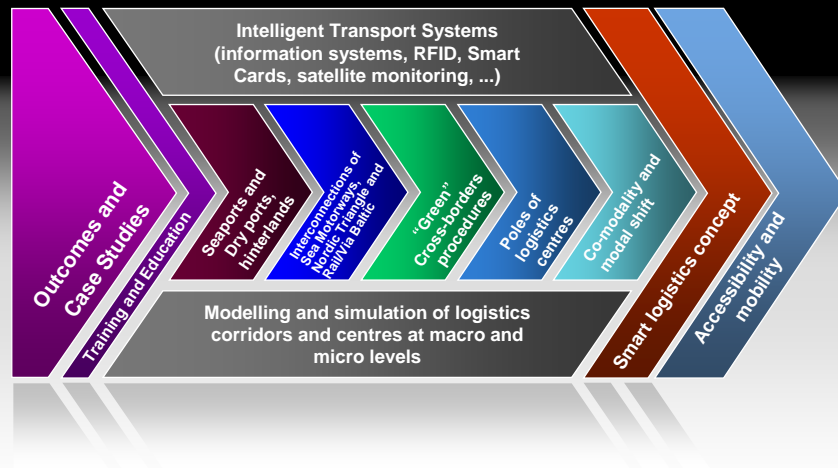 Intelligent Transport Systems
(information systems, RFID, Smart
Cards, satellite monitoring, ...)
Outcomes and
Case Studies
Training and Education
Seaports and
Dry ports,
hinterlands
Interconnections of
Sea Motorways,
Nordic Triangle and
Rail/Via Baltic
“Green”
Cross-borders
procedures
Poles of
logistics
centres
Co-modality and
modal shift
Smart logistics concept
Accessibility and
mobility
Modelling and simulation of logistics
corridors and centres at macro and
micro levels